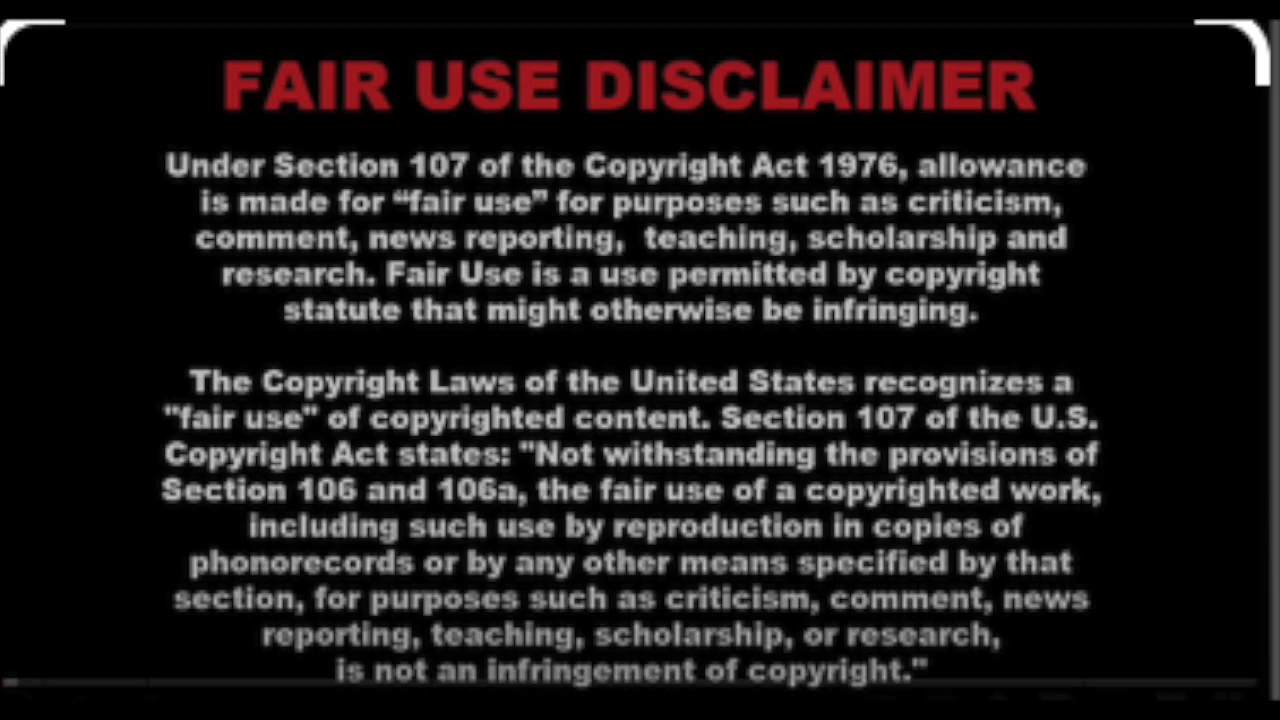 FAIR USE DISCLAIMER
Under Section 107 of the Copyright Act 1976, allowance
is made for “fair use” for purposes such as criticism,
comment, news reporting,  teaching, scholarship and
research. Fair Use is a use permitted by copyright
statute that might otherwise be infringing.
The Copyright Laws of the United States recognizes a
"fair use" of copyrighted content. Section 107 of the U.S.
Copyright Act states: "Not withstanding the provisions of
Section 106 and 106a, the fair use of a copyrighted work,
including such use by reproduction in copies of
phonorecords or by any other means specified by that
section, for purposes such as criticism, comment, news
reporting, teaching, scholarship, or research,
is not an infringement of copyright."